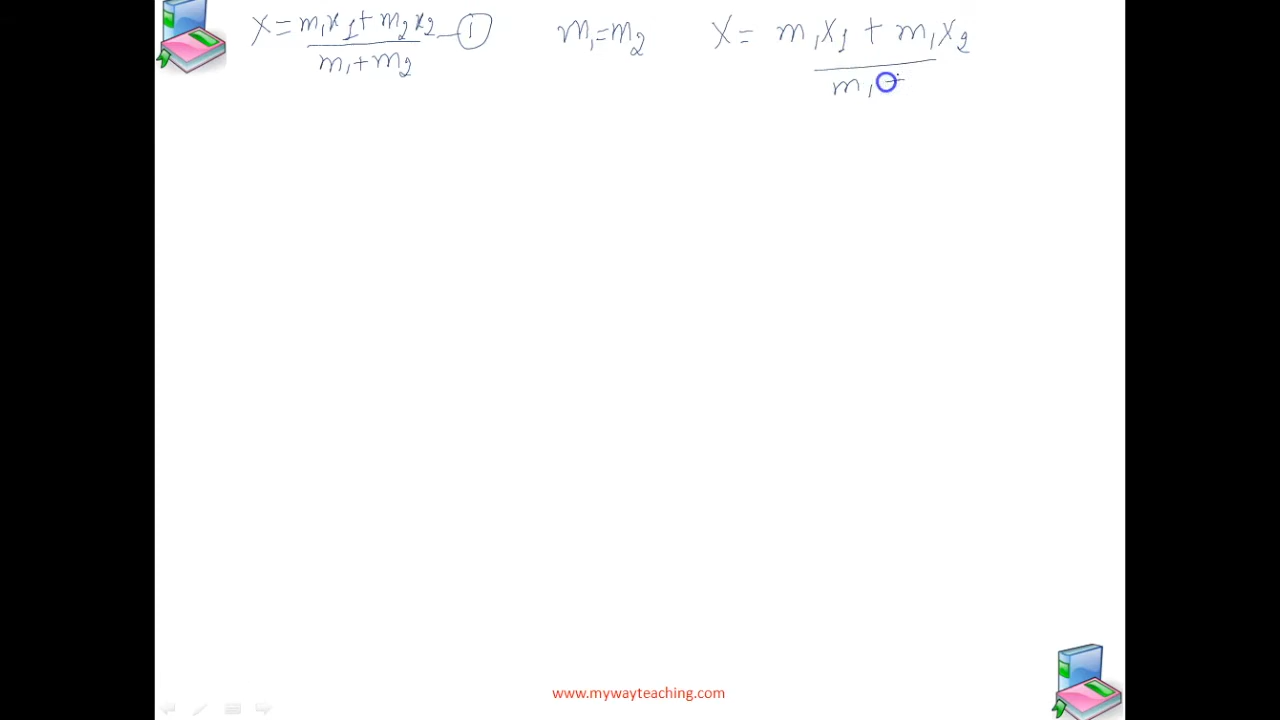 X = m₁x₁ + m₂x₂ — ①
m₁ + m₂
m₁ = m₂
X = m₁x₁ + m₁x₂
m₁ +
www.mywayteaching.com